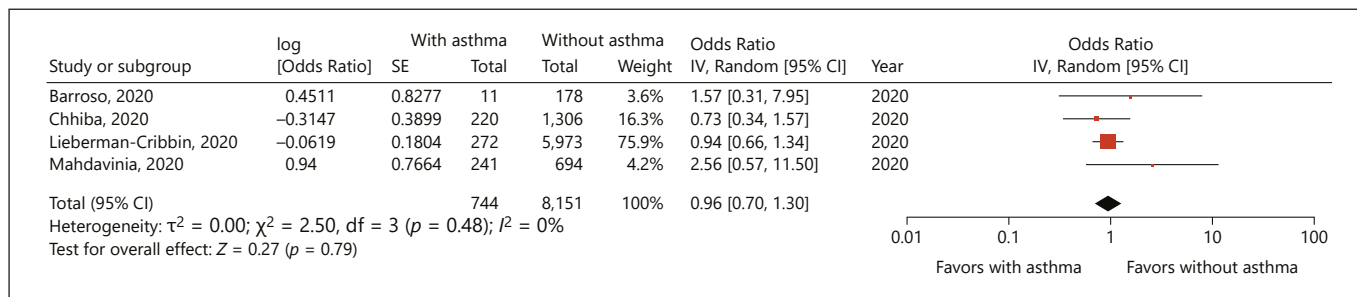 log With asthma Without asthma Odds Ratio Odds Ratio
Study or subgroup [Odds Ratio] SE Total Total Weight IV, Random [95% CI] Year IV, Random [95% CI]
Barroso, 2020 0.4511 0.8277 11 178 3.6% 1.57 [0.31, 7.95] 2020
Chhiba, 2020 –0.3147 0.3899 220 1,306 16.3% 0.73 [0.34, 1.57] 2020
Lieberman-Cribbin, 2020 –0.0619 0.1804 272 5,973 75.9% 0.94 [0.66, 1.34] 2020
Mahdavinia, 2020 0.94 0.7664 241 694 4.2% 2.56 [0.57, 11.50] 2020
Total (95% CI) 744 8,151 100% 0.96 [0.70, 1.30]
Heterogeneity: τ² = 0.00; χ² = 2.50, df = 3 (p = 0.48); I² = 0%
Test for overall effect: Z = 0.27 (p = 0.79)
0.01 0.1 1 10 100
Favors with asthma Favors without asthma